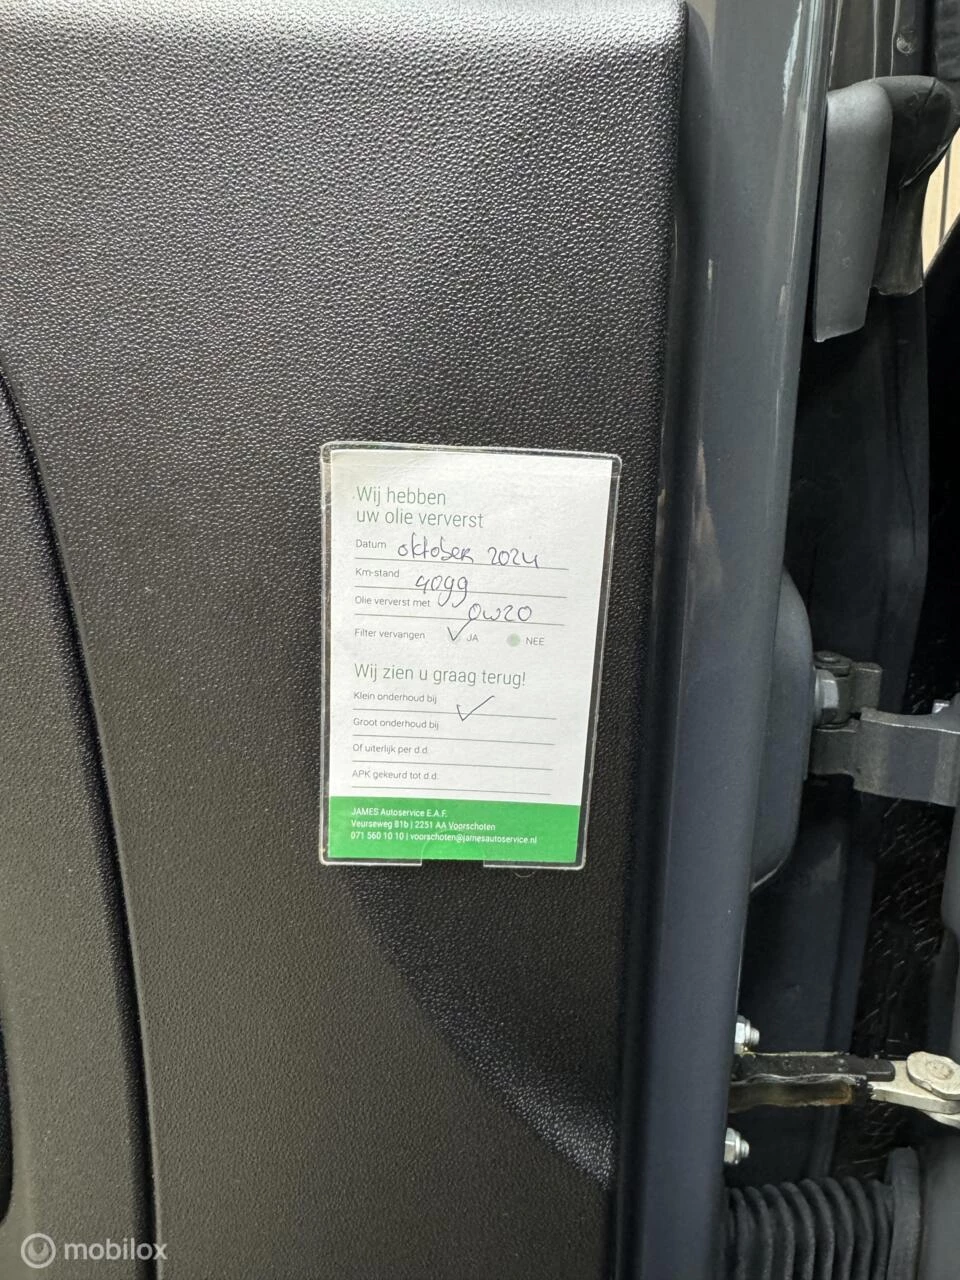 Wij hebben
uw olie ververst
Datum oktober 2024
Km-stand 4099
Olie ververst met 0W20
Filter vervangen ✓ JA NEE
Wij zien u graag terug!
Klein onderhoud bij ✓
Groot onderhoud bij
Of uiterlijk per d.d.
APK gekeurd tot d.d.
JAMES Autoservice E.A.F.
Veurseweg 81b | 2251 AA Voorschoten
071 560 10 10 | voorschoten@jamesautoservice.nl
mobilox